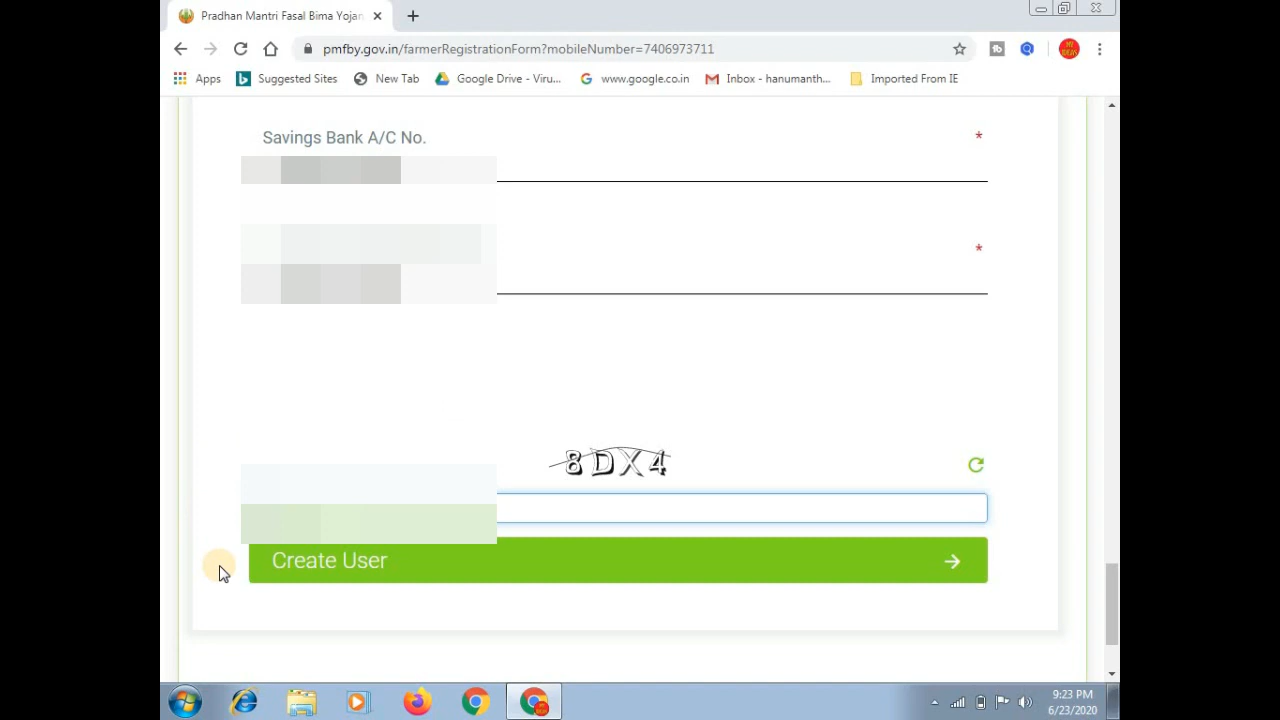 Pradhan Mantri Fasal Bima Yojan
pmfby.gov.in/farmerRegistrationForm?mobileNumber=7406973711
Apps Suggested Sites New Tab Google Drive - Viru... www.google.co.in Inbox - hanumanth... Imported From IE
Savings Bank A/C No. *
*
8DX4
Create User
9:23 PM
6/23/2020